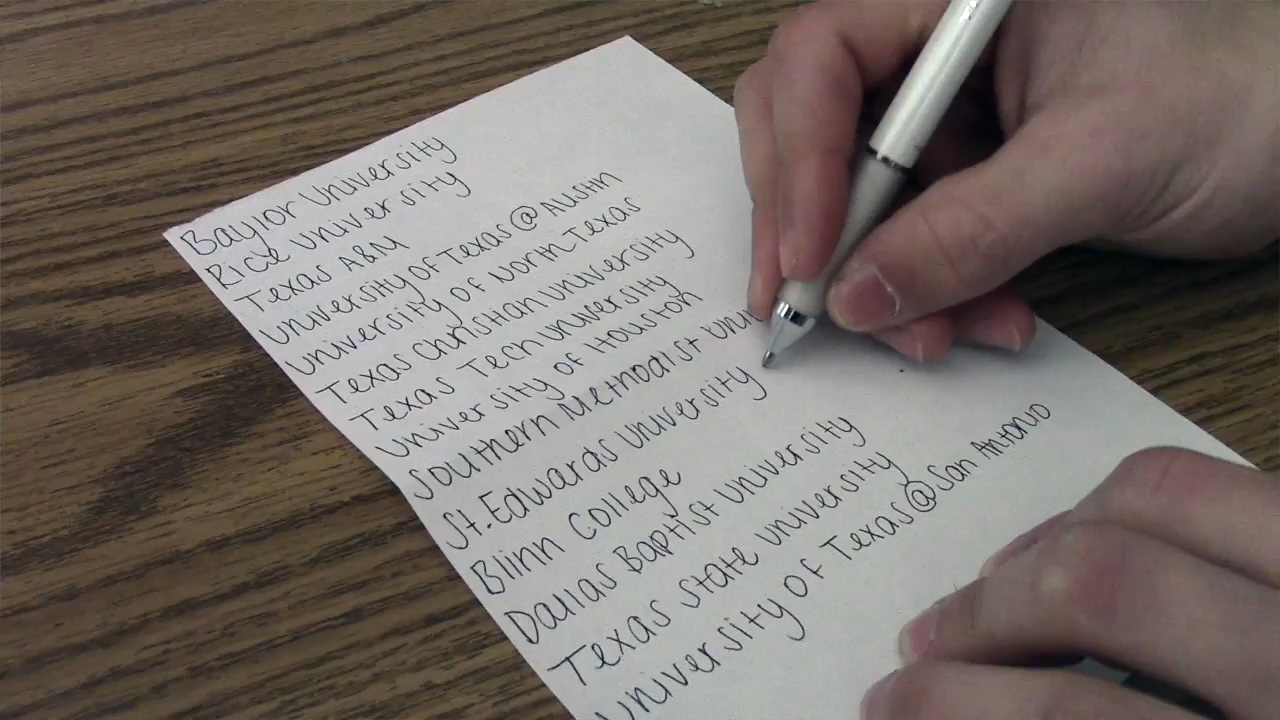 Baylor University
Rice University
Texas A&M
University of Texas @ Austin
University of North Texas
Texas Christian University
Texas Tech University
University of Houston
Southern Methodist
St. Edwards University
Blinn College
Dallas Baptist University
Texas State University
University of Texas @ San Antonio